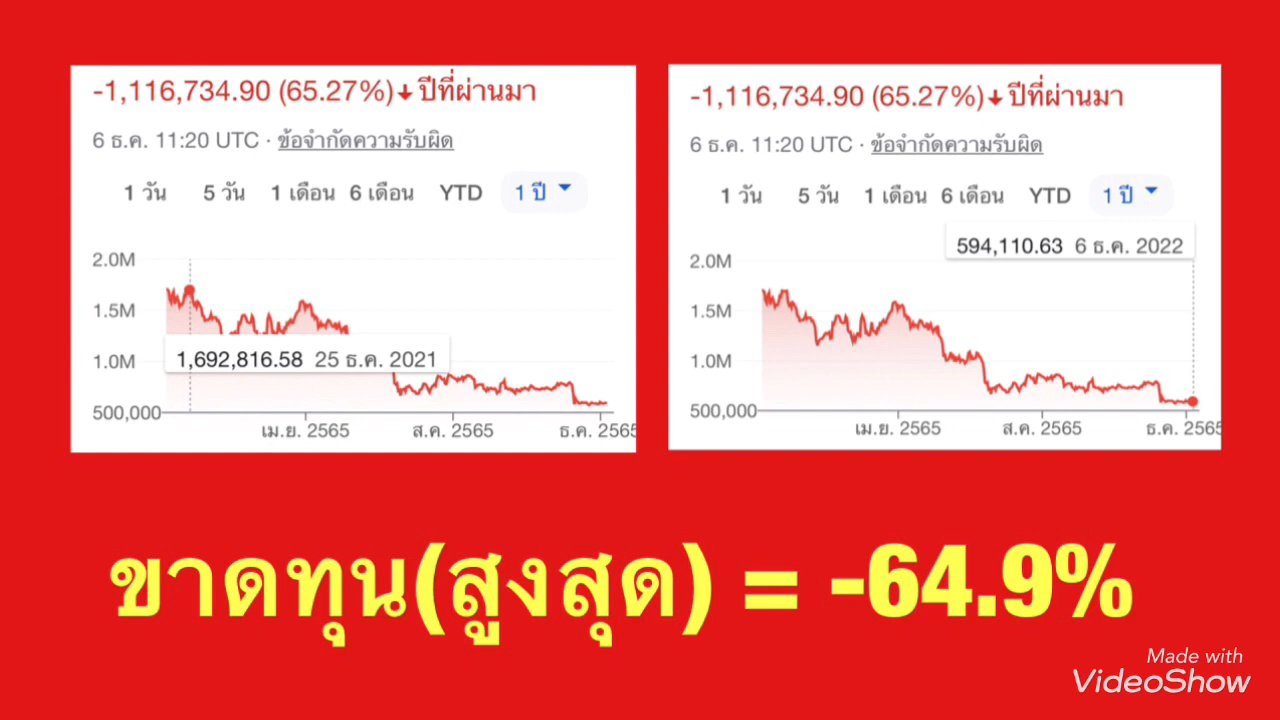 -1,116,734.90 (65.27%)↓ปีที่ผ่านมา
6 ธ.ค. 11:20 UTC · ข้อจำกัดความรับผิด
1 วัน 5 วัน 1 เดือน 6 เดือน YTD 1 ปี
2.0M
1.5M
1.0M
1,692,816.58 25 ธ.ค. 2021
500,000
เม.ย. 2565 ส.ค. 2565 ธ.ค. 2565
-1,116,734.90 (65.27%)↓ปีที่ผ่านมา
6 ธ.ค. 11:20 UTC · ข้อจำกัดความรับผิด
1 วัน 5 วัน 1 เดือน 6 เดือน YTD 1 ปี
594,110.63 6 ธ.ค. 2022
2.0M
1.5M
1.0M
500,000
เม.ย. 2565 ส.ค. 2565 ธ.ค. 2565
ขาดทุน(สูงสุด) = -64.9%
Made with
VideoShow